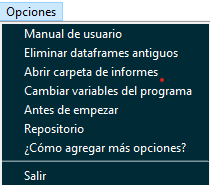 Opciones
Manual de usuario
Eliminar dataframes antiguos
Abrir carpeta de informes
Cambiar variables del programa
Antes de empezar
Repositorio
¿Cómo agregar más opciones?
Salir